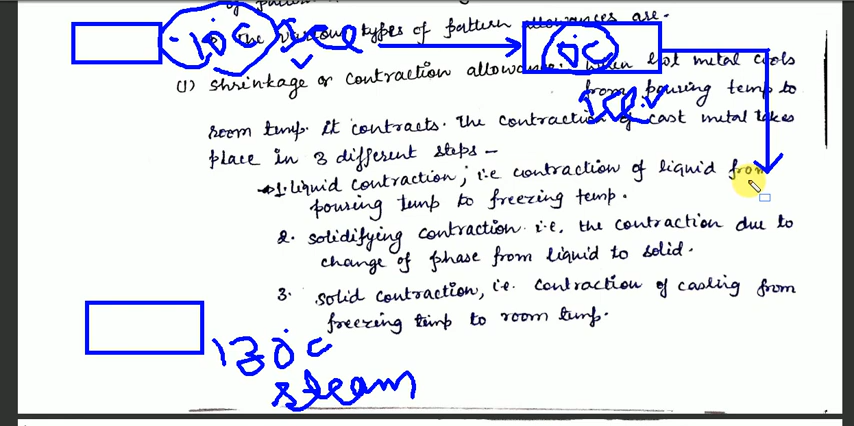 The various types of pattern allowances are.
-10°C Ice
0°C
(1) Shrinkage or contraction allowance: When hot metal cools
from pouring temp to
Ice
room temp. it contracts. The contraction of cast metal takes
place in 3 different steps –
1. liquid contraction, i.e contraction of liquid from
pouring temp to freezing temp.
2. solidifying contraction i.e. the contraction due to
change of phase from liquid to solid.
3. solid contraction, i.e. contraction of casting from
freezing temp to room temp.
130°C
steam